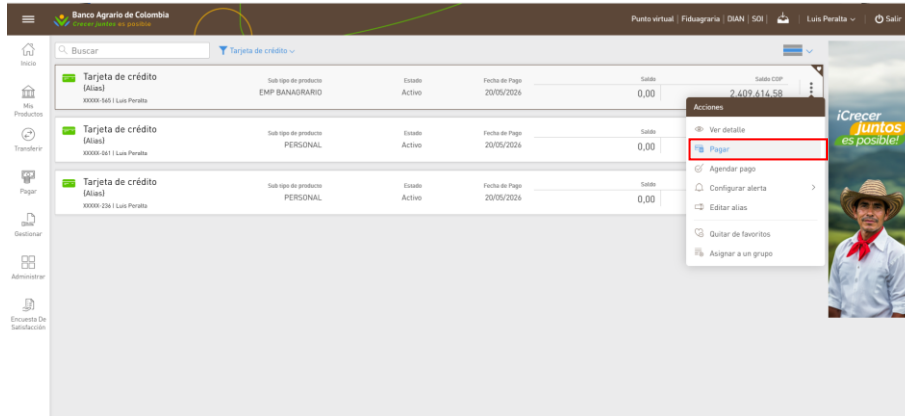 Banco Agrario de Colombia
Crecer juntos es posible
Punto virtual | Fiduagraria | DIAN | SOI |
Luis Peralta
Salir
Inicio
Mis Productos
Transferir
Pagar
Gestionar
Administrar
Encuesta De Satisfacción
Buscar
Tarjeta de crédito
Tarjeta de crédito
(Alias)
XXXXX-565 | Luis Peralta
Sub tipo de producto
EMP BANAGRARIO
Estado
Activo
Fecha de Pago
20/05/2026
Saldo
0,00
Saldo COP
2.409.614,58
Tarjeta de crédito
(Alias)
XXXXX-061 | Luis Peralta
Sub tipo de producto
PERSONAL
Estado
Activo
Fecha de Pago
20/05/2026
Saldo
0,00
Tarjeta de crédito
(Alias)
XXXXX-236 | Luis Peralta
Sub tipo de producto
PERSONAL
Estado
Activo
Fecha de Pago
20/05/2026
Saldo
0,00
Acciones
Ver detalle
Pagar
Agendar pago
Configurar alerta
Editar alias
Quitar de favoritos
Asignar a un grupo
¡Crecer
juntos
es posible!